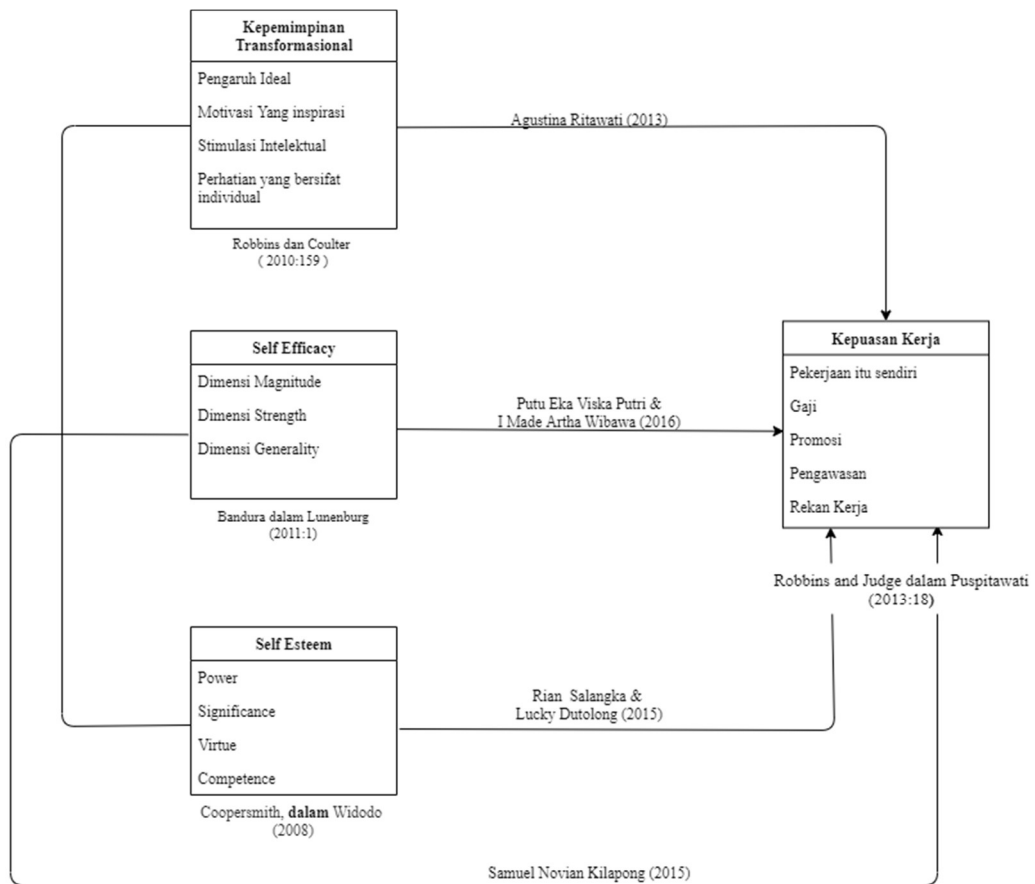 Kepemimpinan
Transformasional
Pengaruh Ideal
Motivasi Yang inspirasi
Stimulasi Intelektual
Perhatian yang bersifat
individual
Robbins dan Coulter
( 2010:159 )
Agustina Ritawati (2013)
Self Efficacy
Dimensi Magnitude
Dimensi Strength
Dimensi Generality
Bandura dalam Lunenburg
(2011:1)
Putu Eka Viska Putri &
I Made Artha Wibawa (2016)
Kepuasan Kerja
Pekerjaan itu sendiri
Gaji
Promosi
Pengawasan
Rekan Kerja
Robbins and Judge dalam Puspitawati
(2013:18)
Self Esteem
Power
Significance
Virtue
Competence
Coopersmith, dalam Widodo
(2008)
Rian Salangka &
Lucky Dutolong (2015)
Samuel Novian Kilapong (2015)